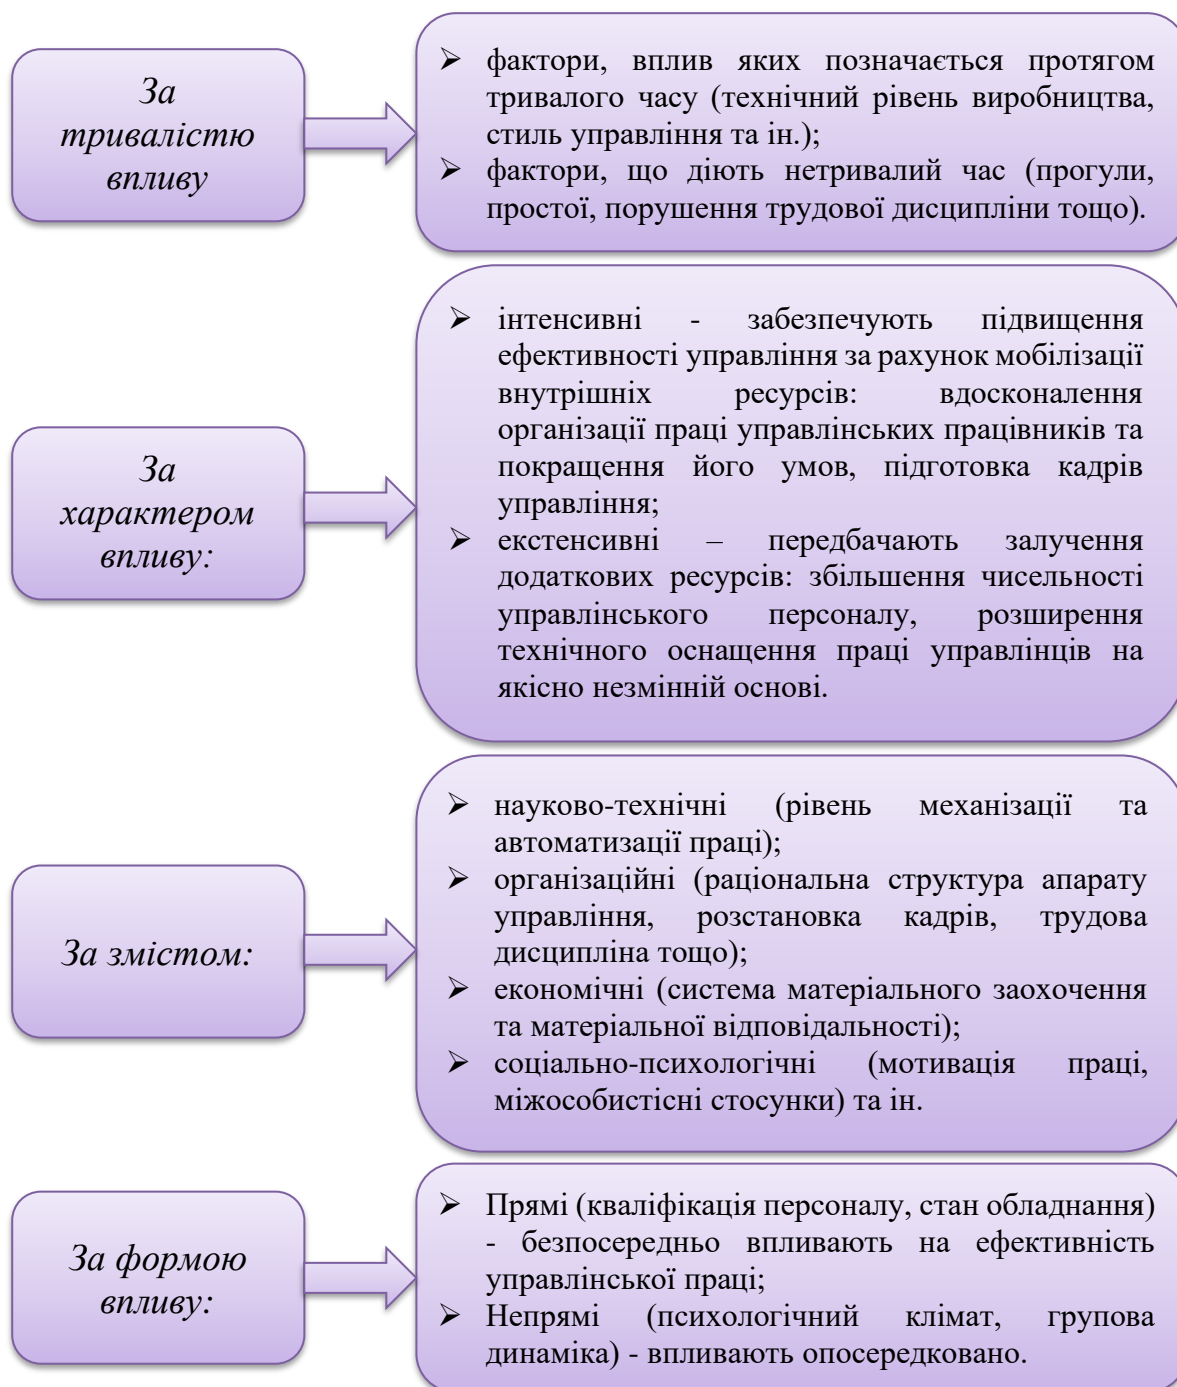 За
тривалістю
впливу
➢ фактори, вплив яких позначається протягом
тривалого часу (технічний рівень виробництва,
стиль управління та ін.);
➢ фактори, що діють нетривалий час (прогули,
простої, порушення трудової дисципліни тощо).
За
характером
впливу:
➢ інтенсивні - забезпечують підвищення
ефективності управління за рахунок мобілізації
внутрішніх ресурсів: вдосконалення
організації праці управлінських працівників та
покращення його умов, підготовка кадрів
управління;
➢ екстенсивні – передбачають залучення
додаткових ресурсів: збільшення чисельності
управлінського персоналу, розширення
технічного оснащення праці управлінців на
якісно незмінній основі.
За змістом:
➢ науково-технічні (рівень механізації та
автоматизації праці);
➢ організаційні (раціональна структура апарату
управління, розстановка кадрів, трудова
дисципліна тощо);
➢ економічні (система матеріального заохочення
та матеріальної відповідальності);
➢ соціально-психологічні (мотивація праці,
міжособистісні стосунки) та ін.
За формою
впливу:
➢ Прямі (кваліфікація персоналу, стан обладнання)
- безпосередньо впливають на ефективність
управлінської праці;
➢ Непрямі (психологічний клімат, групова
динаміка) - впливають опосередковано.